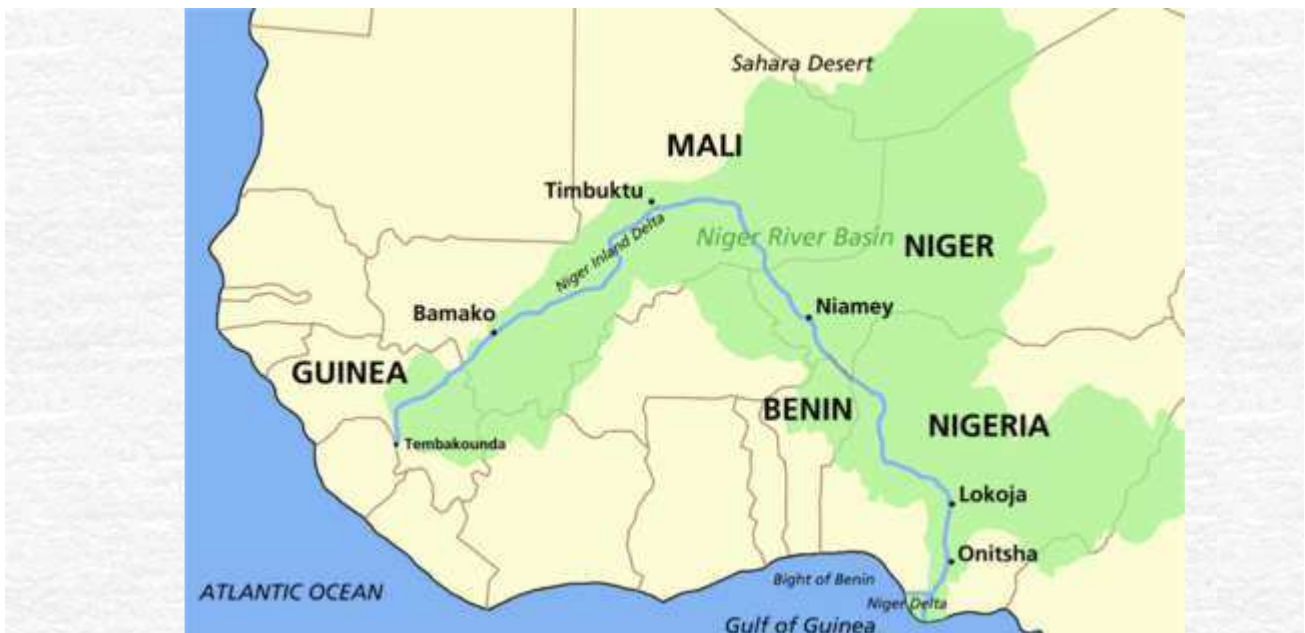 Sahara Desert
MALI
Timbuktu
Niger Inland Delta
Niger River Basin
NIGER
Bamako
Niamey
GUINEA
BENIN
NIGERIA
Tembakounda
Lokoja
Onitsha
Bight of Benin
ATLANTIC OCEAN
Niger Delta
Gulf of Guinea